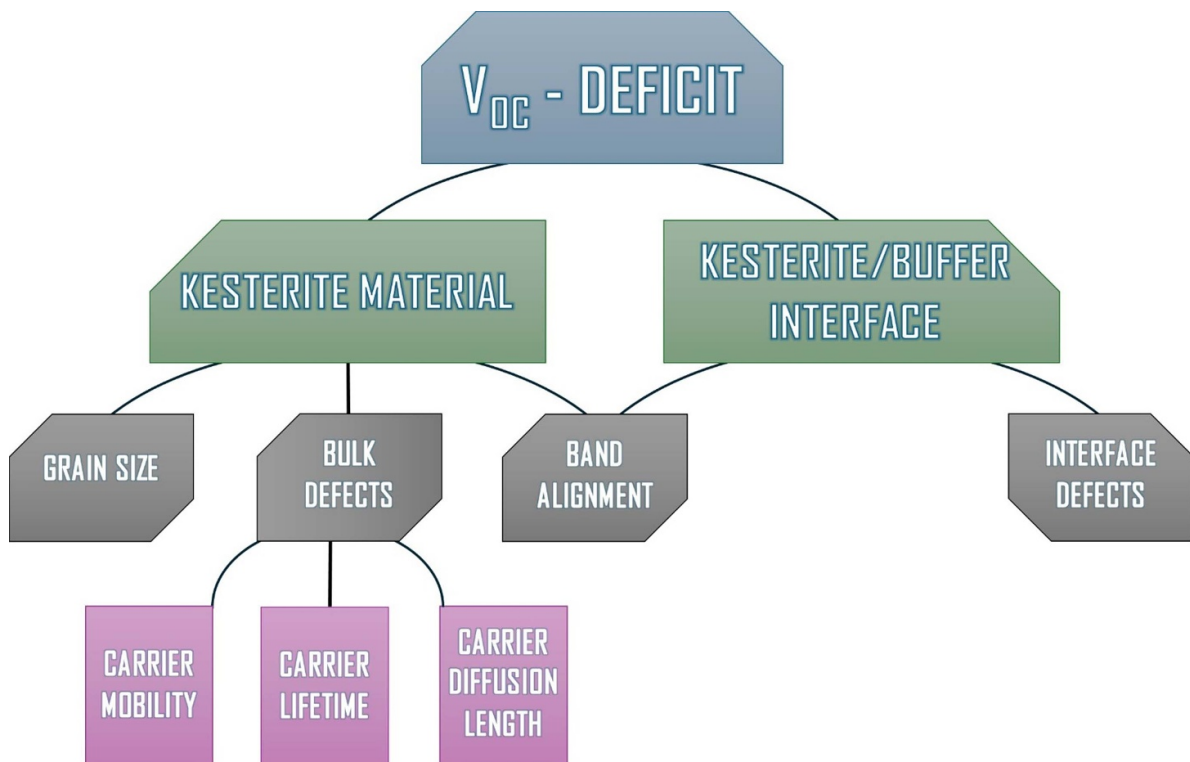 V_OC - DEFICIT
KESTERITE MATERIAL
KESTERITE/BUFFER
INTERFACE
GRAIN SIZE
BULK
DEFECTS
BAND
ALIGNMENT
INTERFACE
DEFECTS
CARRIER
MOBILITY
CARRIER
LIFETIME
CARRIER
DIFFUSION
LENGTH